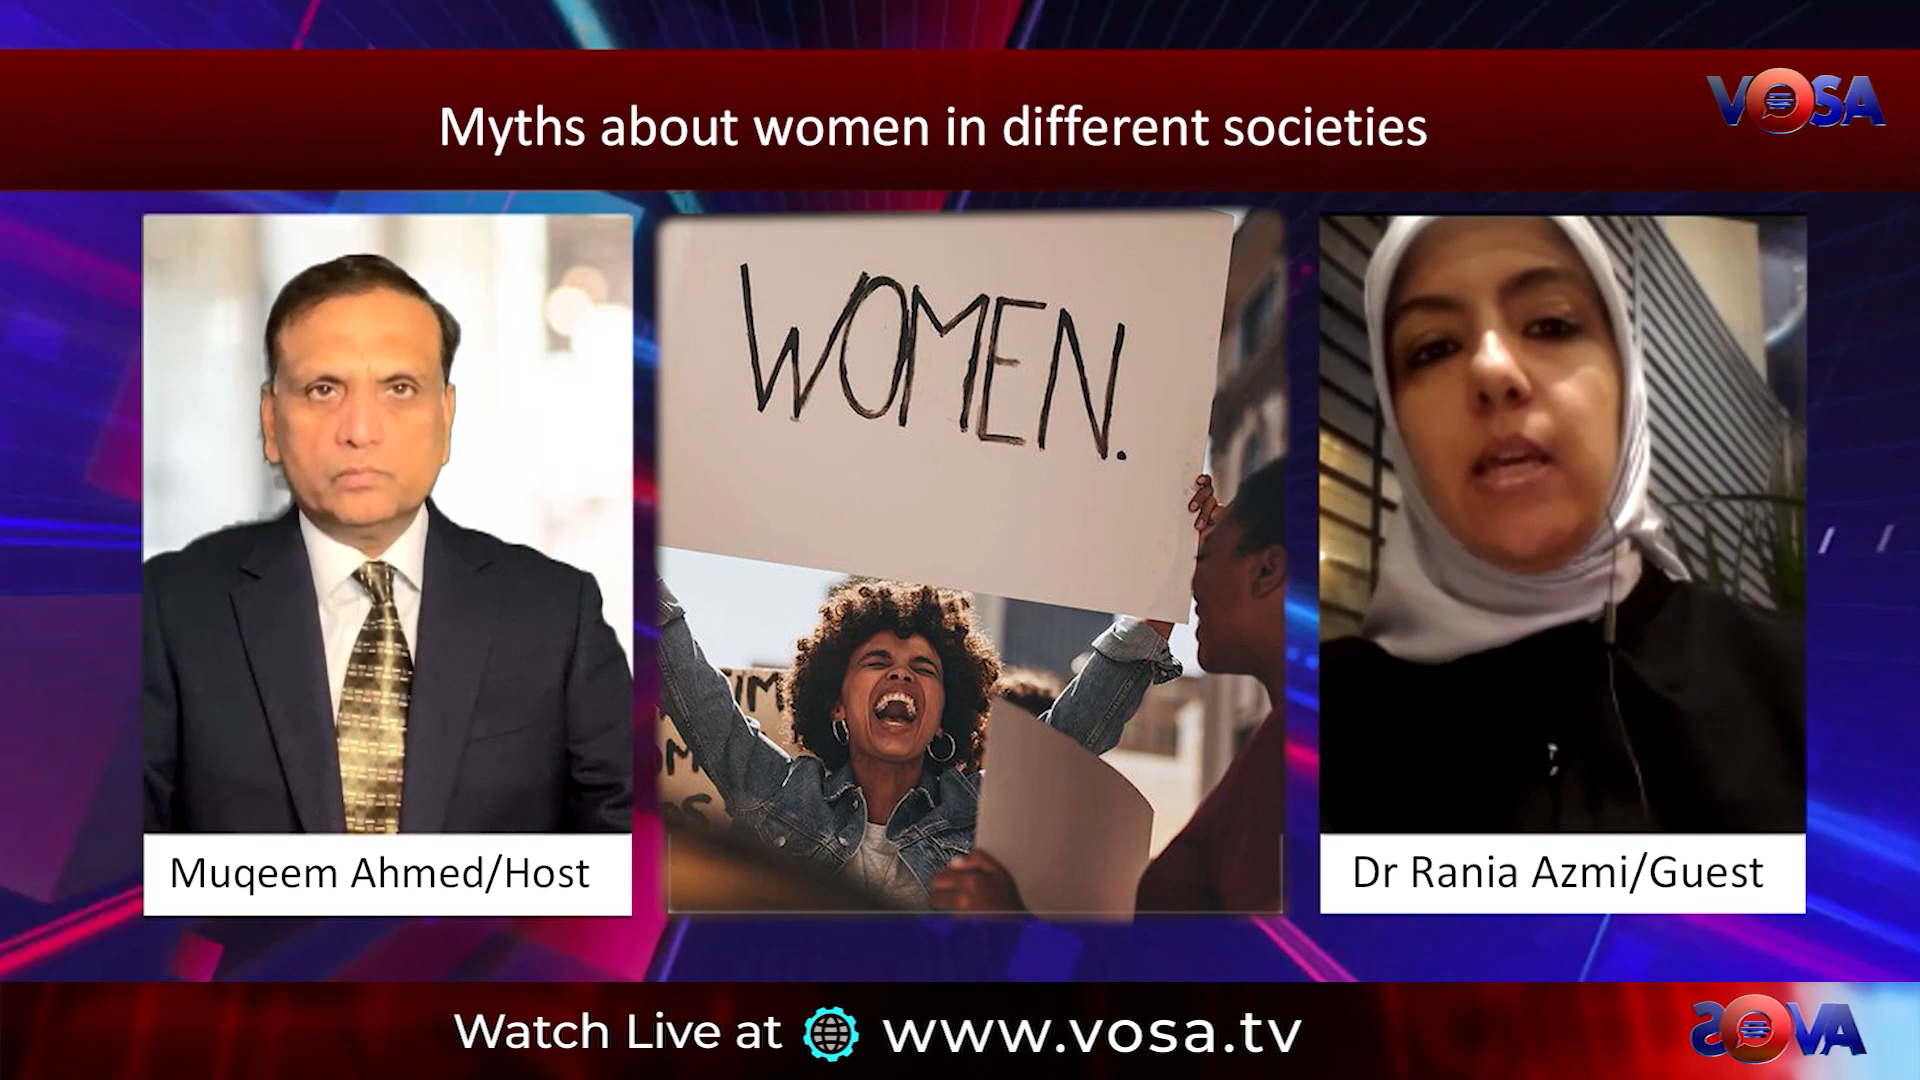 Myths about women in different societies
VOSA
WOMEN.
Muqeem Ahmed/Host
Dr Rania Azmi/Guest
Watch Live at www.vosa.tv
VOSA